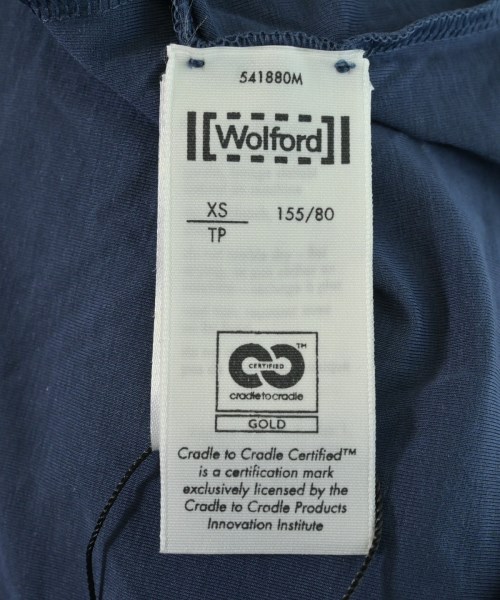 541880M
Wolford
XS 155/80
TP
CERTIFIED
TM
cradletocradle
GOLD
Cradle to Cradle Certified™
is a certification mark
exclusively licensed by the
Cradle to Cradle Products
Innovation Institute